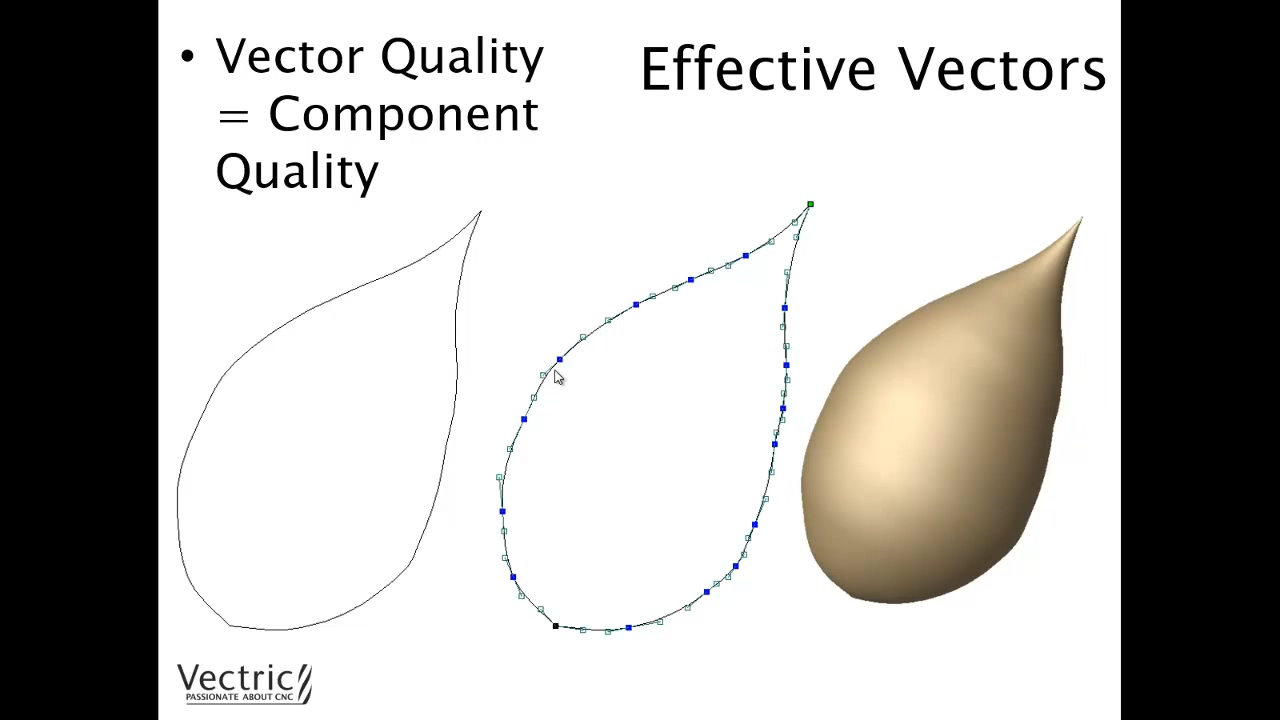 • Vector Quality
= Component
Quality
Effective Vectors
Vectric
PASSIONATE ABOUT CNC